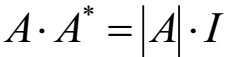 A · A* = |A| · I